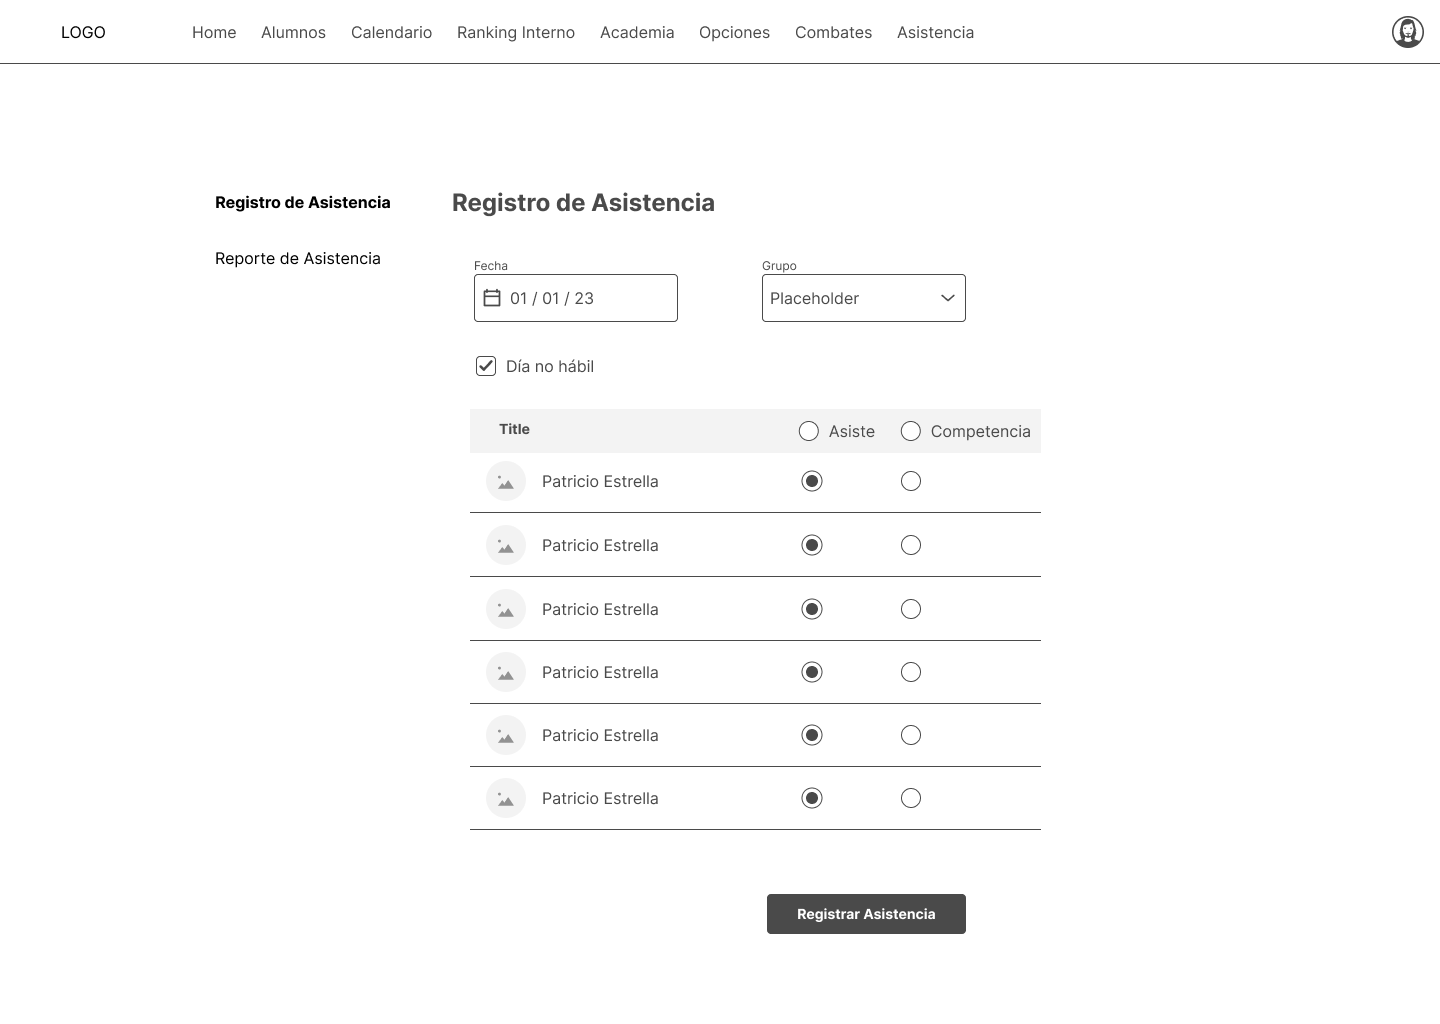 LOGO Home Alumnos Calendario Ranking Interno Academia Opciones Combates Asistencia
Registro de Asistencia
Reporte de Asistencia
Registro de Asistencia
Fecha
01 / 01 / 23
Grupo
Placeholder
Día no hábil
Title Asiste Competencia
Patricio Estrella
Patricio Estrella
Patricio Estrella
Patricio Estrella
Patricio Estrella
Patricio Estrella
Registrar Asistencia